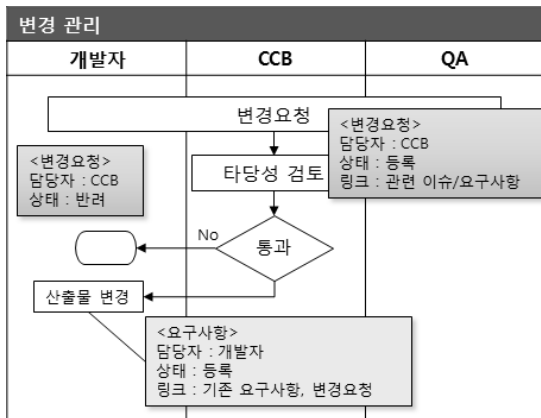 변경 관리
개발자
CCB
QA
변경요청
<변경요청>
담당자 : CCB
상태 : 등록
링크 : 관련 이슈/요구사항
<변경요청>
담당자 : CCB
상태 : 반려
타당성 검토
No
통과
산출물 변경
<요구사항>
담당자 : 개발자
상태 : 등록
링크 : 기존 요구사항, 변경요청